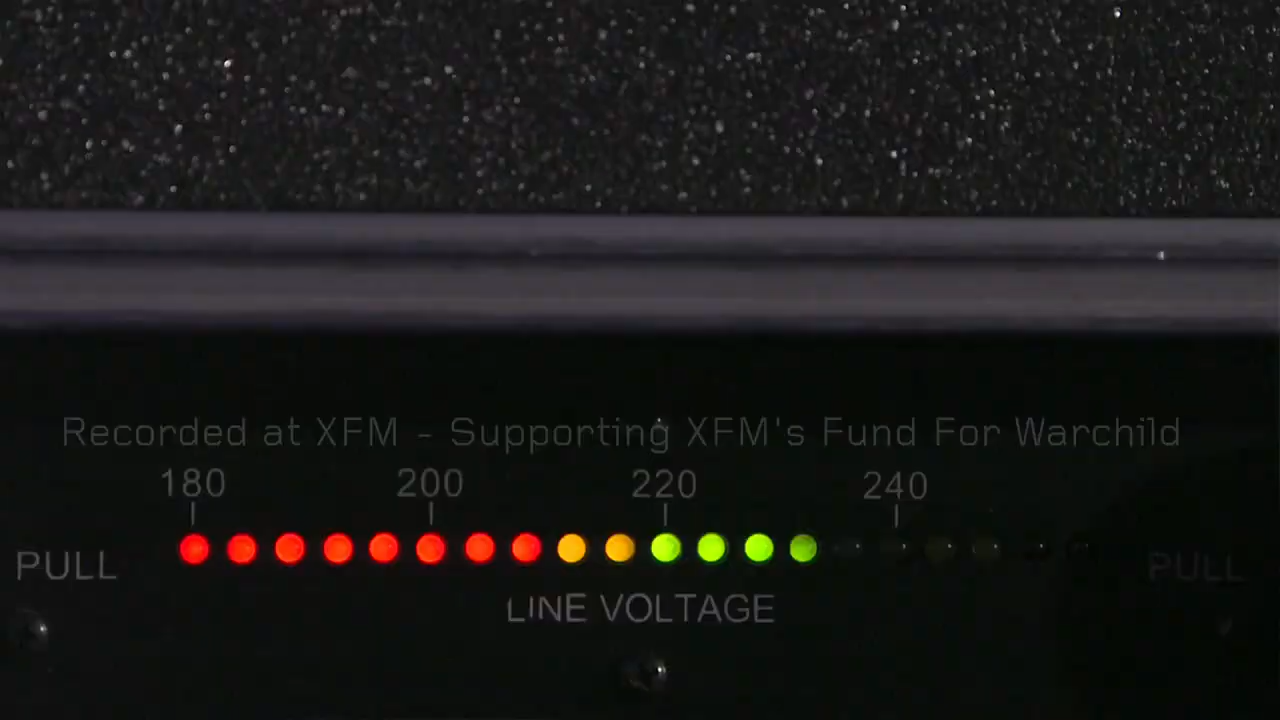 Recorded at XFM - Supporting XFM's Fund For Warchild
180 200 220 240
PULL PULL
LINE VOLTAGE